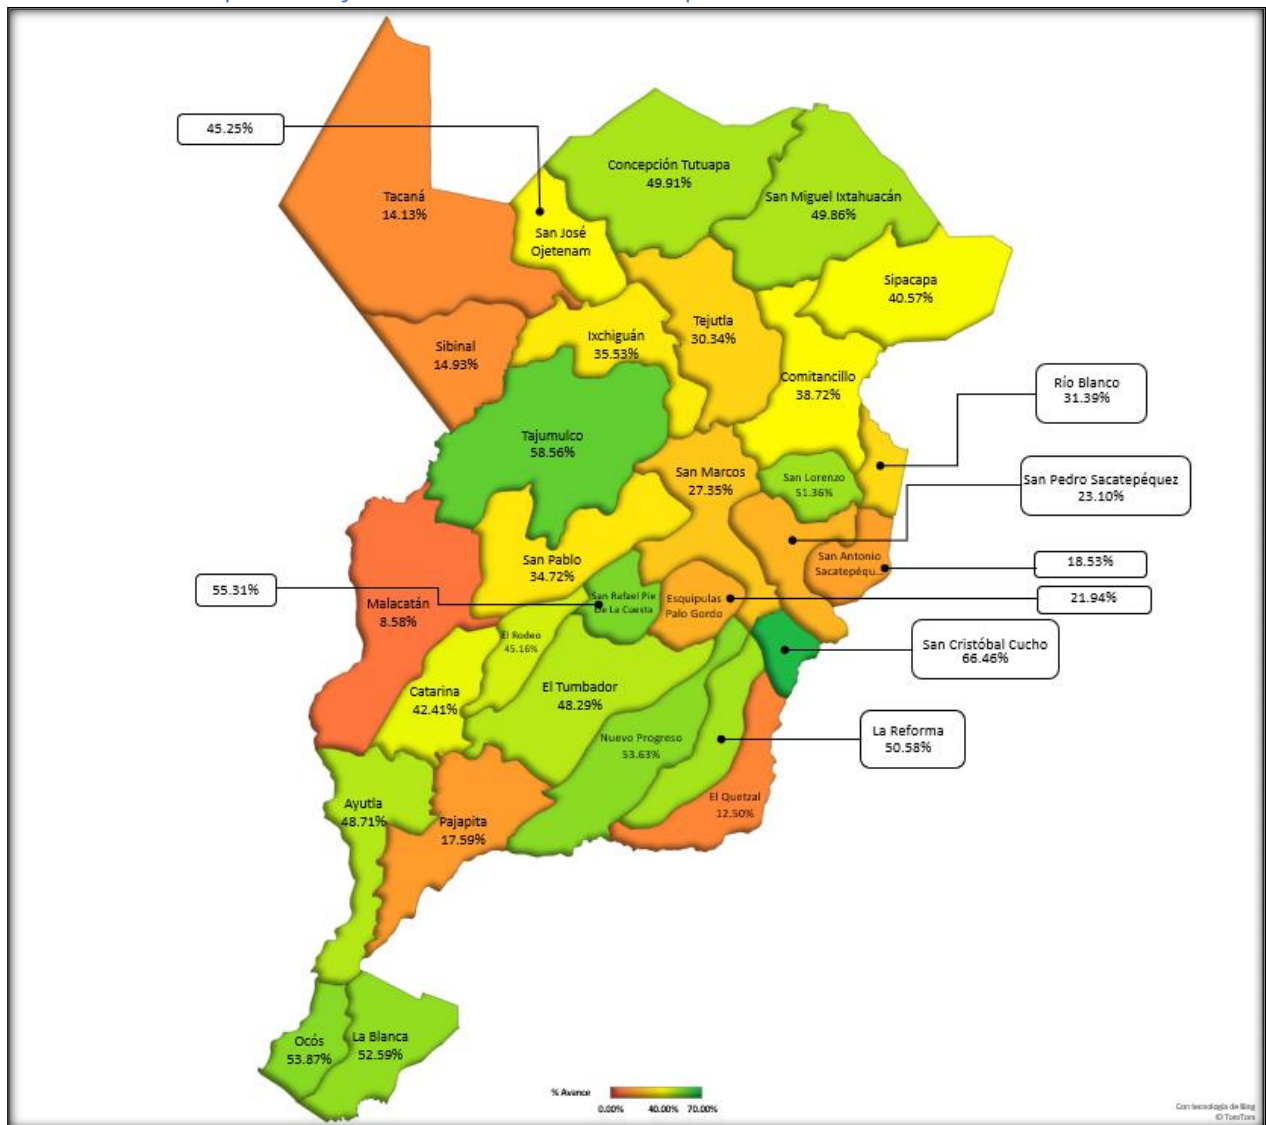 45.25%
Tacaná
14.13%
San José
Ojetenam
Concepción Tutuapa
49.91%
San Miguel Ixtahuacán
49.86%
Sipacapa
40.57%
Sibinal
14.93%
Ixchiguán
35.53%
Tejutla
30.34%
Comitancillo
38.72%
Río Blanco
31.39%
Tajumulco
58.56%
San Marcos
27.35%
San Lorenzo
51.36%
San Pedro Sacatepéquez
23.10%
San Pablo
34.72%
San Antonio
Sacatepéqu...
18.53%
55.31%
Malacatán
8.58%
San Rafael Pie
De La Cuesta
Esquipulas
Palo Gordo
21.94%
El Rodeo
45.16%
San Cristóbal Cucho
66.46%
Catarina
42.41%
El Tumbador
48.29%
Nuevo Progreso
53.63%
La Reforma
50.58%
El Quetzal
12.50%
Ayutla
48.71%
Pajapita
17.59%
Ocós
53.87%
La Blanca
52.59%
% Avance
0.00% 40.00% 70.00%
Con tecnología de Bing
© TomTom